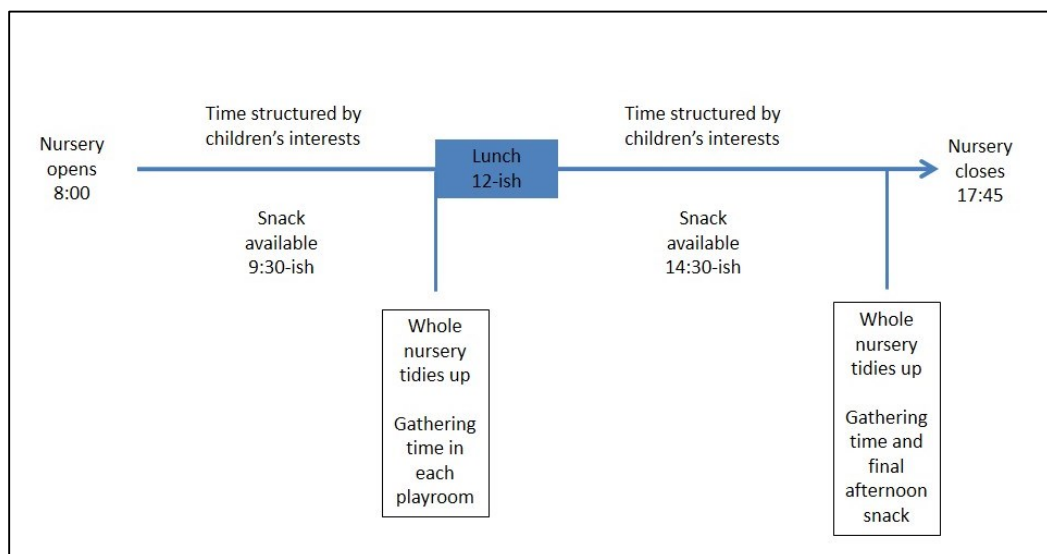 Nursery
opens
8:00
Time structured by
children's interests
Snack
available
9:30-ish
Lunch
12-ish
Whole
nursery
tidies up
Gathering
time in
each
playroom
Time structured by
children's interests
Snack
available
14:30-ish
Whole
nursery
tidies up
Gathering
time and
final
afternoon
snack
Nursery
closes
17:45